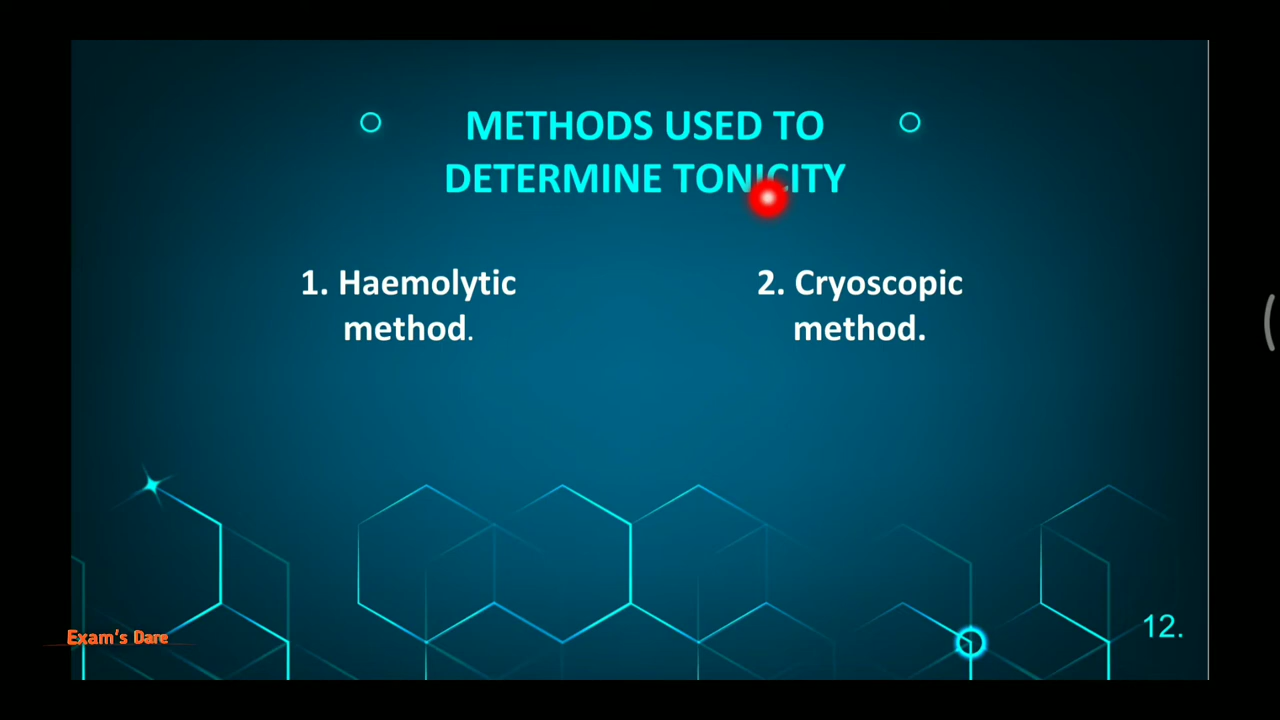 METHODS USED TO
DETERMINE TONICITY
1. Haemolytic
method.
2. Cryoscopic
method.
Exam's Dare
12.